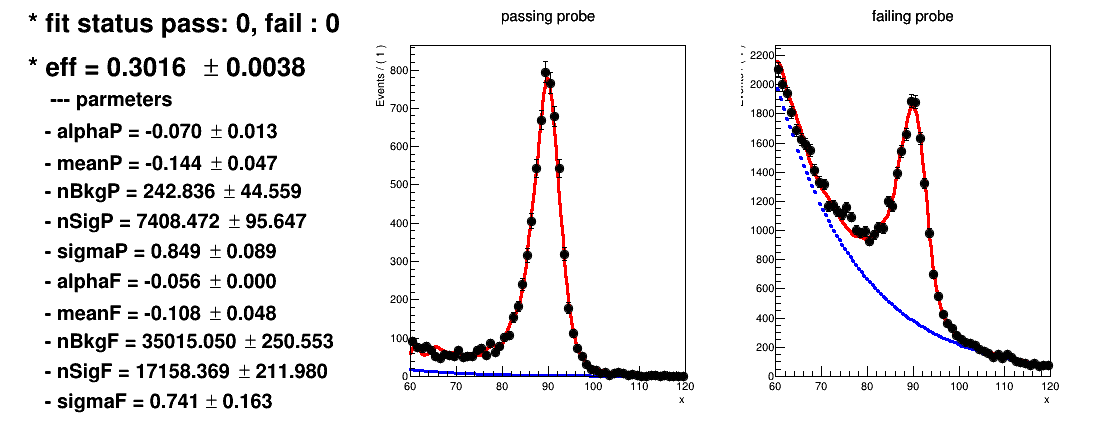 * fit status pass: 0, fail : 0
* eff = 0.3016 ± 0.0038
--- parmeters
- alphaP = -0.070 ± 0.013
- meanP = -0.144 ± 0.047
- nBkgP = 242.836 ± 44.559
- nSigP = 7408.472 ± 95.647
- sigmaP = 0.849 ± 0.089
- alphaF = -0.056 ± 0.000
- meanF = -0.108 ± 0.048
- nBkgF = 35015.050 ± 250.553
- nSigF = 17158.369 ± 211.980
- sigmaF = 0.741 ± 0.163
passing probe
Events / ( 1 )
800
700
600
500
400
300
200
100
0
60 70 80 90 100 110 120
x
failing probe
Events / ( 1 )
2200
2000
1800
1600
1400
1200
1000
800
600
400
200
0
60 70 80 90 100 110 120
x